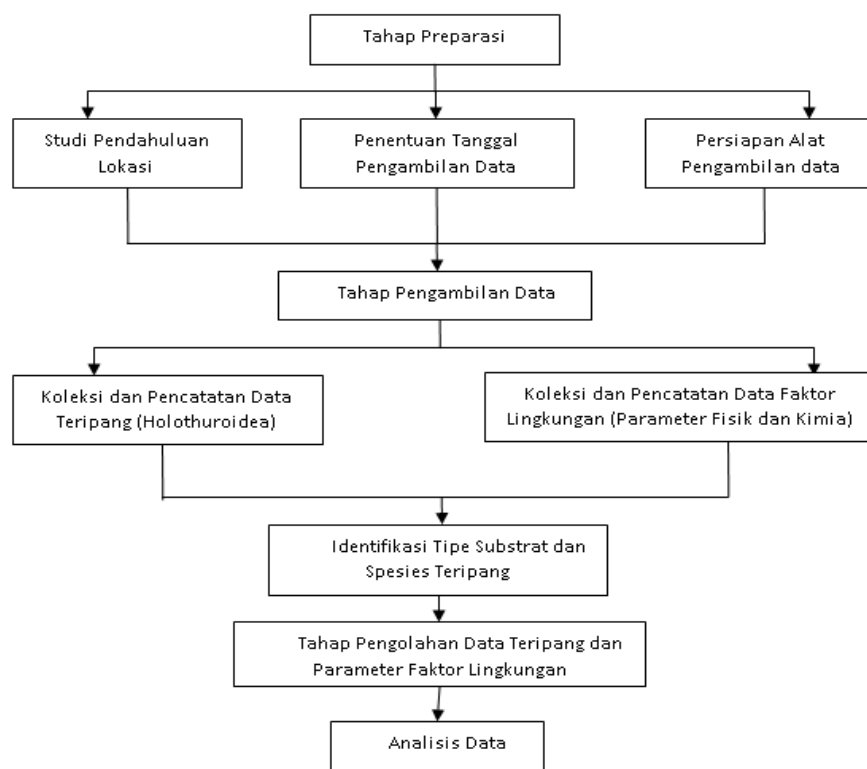 Tahap Preparasi
Studi Pendahuluan
Lokasi
Penentuan Tanggal
Pengambilan Data
Persiapan Alat
Pengambilan data
Tahap Pengambilan Data
Koleksi dan Pencatatan Data
Teripang (Holothuroidea)
Koleksi dan Pencatatan Data Faktor
Lingkungan (Parameter Fisik dan Kimia)
Identifikasi Tipe Substrat dan
Spesies Teripang
Tahap Pengolahan Data Teripang dan
Parameter Faktor Lingkungan
Analisis Data